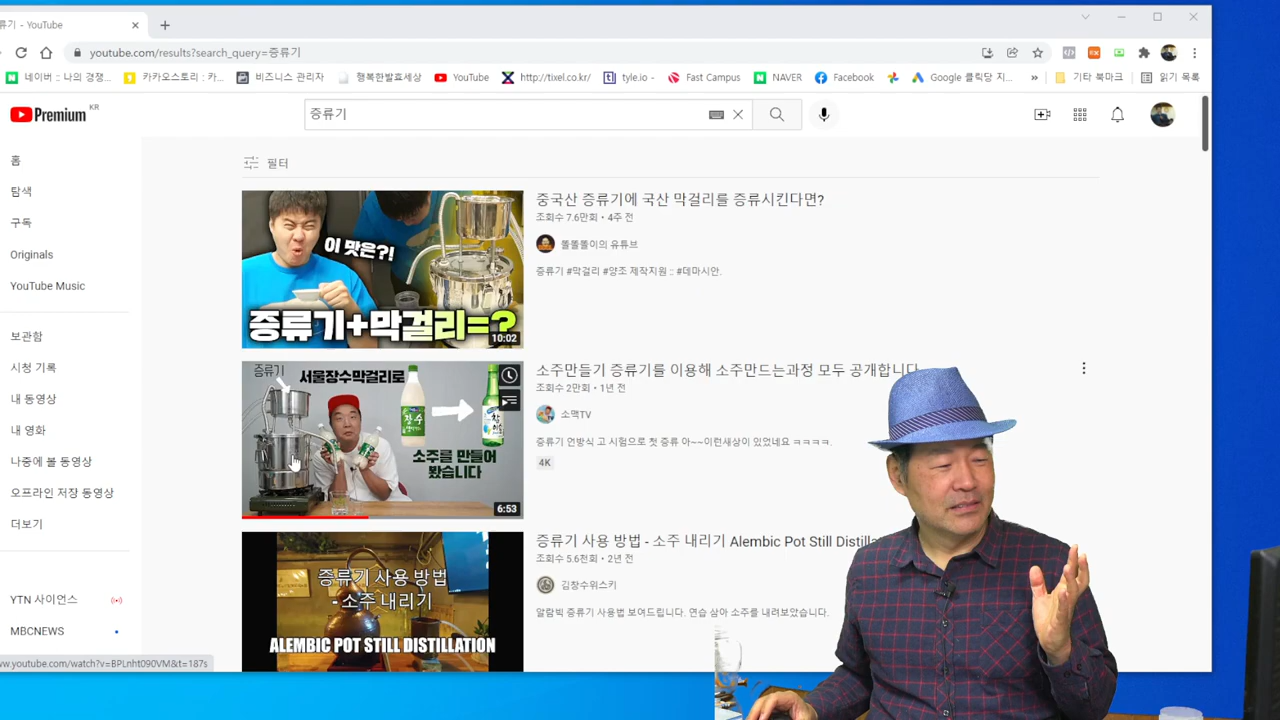 튜기 - YouTube
youtube.com/results?search_query=증류기
네이버 :: 나의 경쟁...
카카오스토리 : 카...
비즈니스 관리자
행복한발효세상
YouTube
http://tixel.co.kr/
tyle.io -
Fast Campus
NAVER
Facebook
Google 클릭당 지...
기타 북마크
읽기 목록
Premium KR
증류기
홈
탐색
구독
Originals
YouTube Music
보관함
시청 기록
내 동영상
내 영화
나중에 볼 동영상
오프라인 저장 동영상
더보기
YTN 사이언스
MBCNEWS
필터
이 맛은?!
증류기+막걸리=?
10:02
중국산 증류기에 국산 막걸리를 증류시킨다면?
조회수 7.6만회 • 4주 전
똘똘똘이의 유튜브
증류기 #막걸리 #양조 제작지원 :: #데마시안.
증류기
서울장수막걸리로
장수
소주를 만들어
봤습니다
6:53
소주만들기 증류기를 이용해 소주만드는과정 모두 공개합니다
조회수 2만회 • 1년 전
소맥TV
증류기 언방식 고 시험으로 첫 증류 아~~이런새상이 있었네요 ㅋㅋㅋㅋ.
4K
증류기 사용 방법
- 소주 내리기
ALEMBIC POT STILL DISTILLATION
증류기 사용 방법 - 소주 내리기 Alembic Pot Still
조회수 5.6천회 • 2년 전
김창수위스키
알람빅 증류기 사용법 보여드립니다. 연습 삼아 소주를 내려보았습니다.
ww.youtube.com/watch?v=BPLnht090VM&t=187s